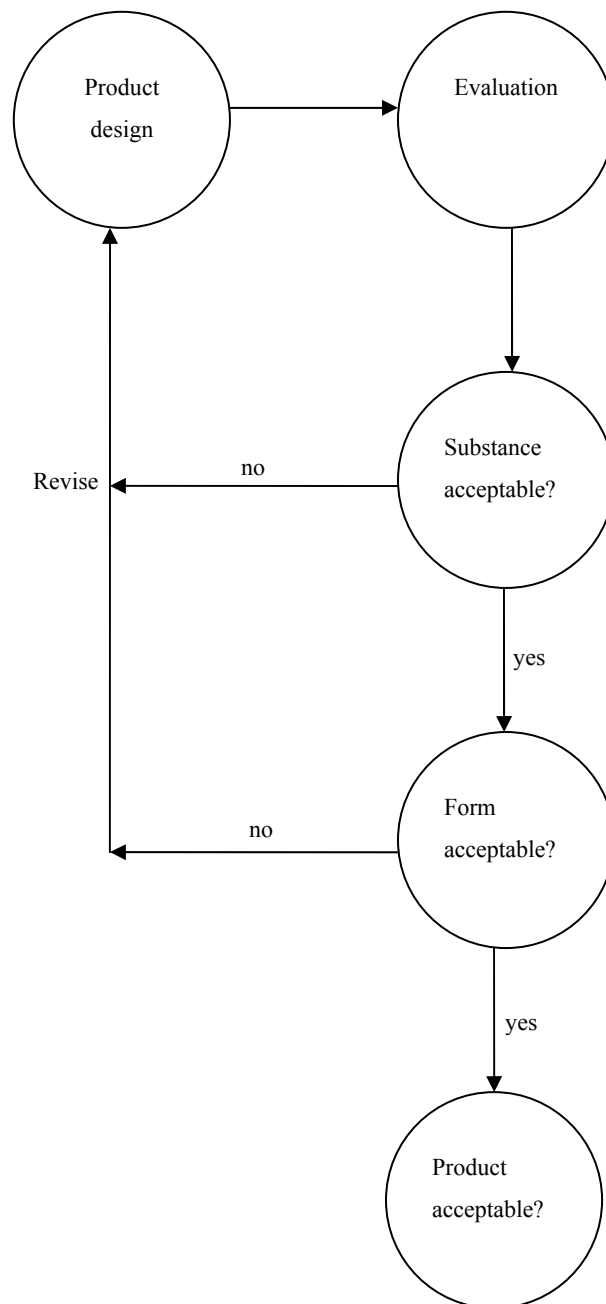 Product
design
Evaluation
Substance
acceptable?
no
Revise
yes
Form
acceptable?
no
yes
Product
acceptable?